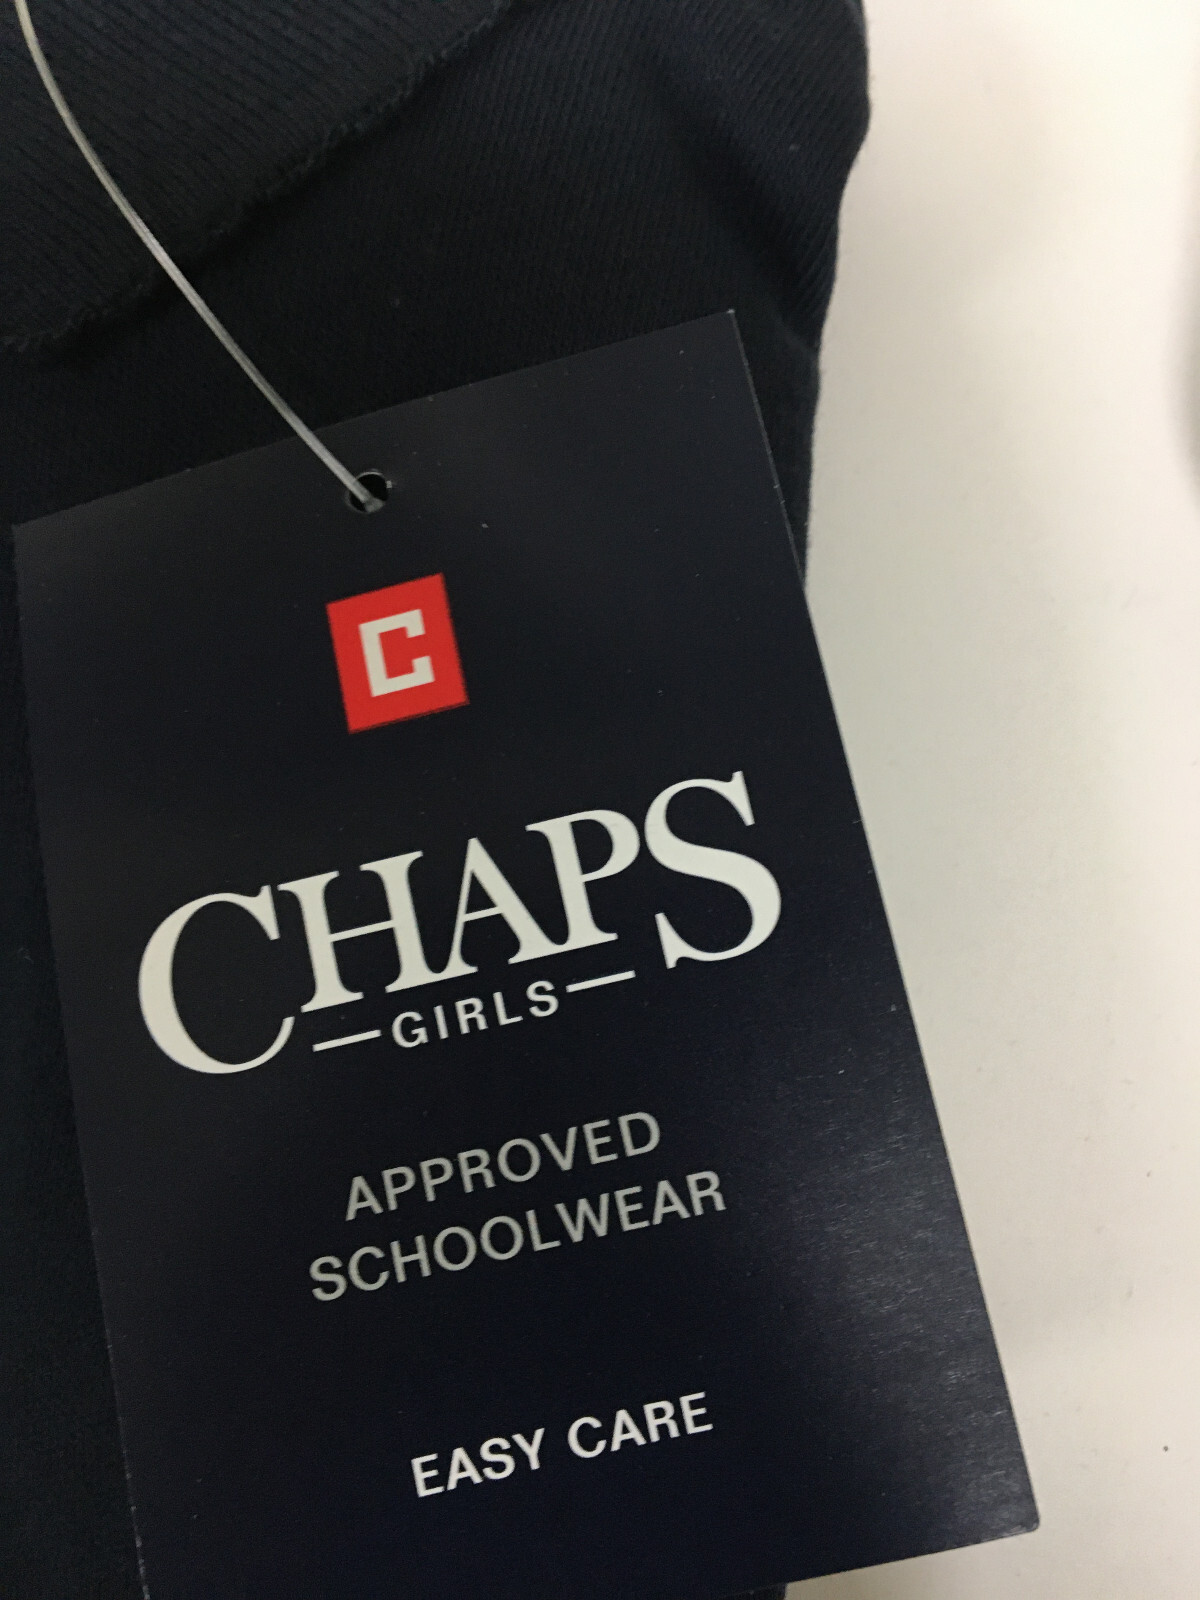 C
CHAPS
GIRLS
APPROVED
SCHOOLWEAR
EASY CARE